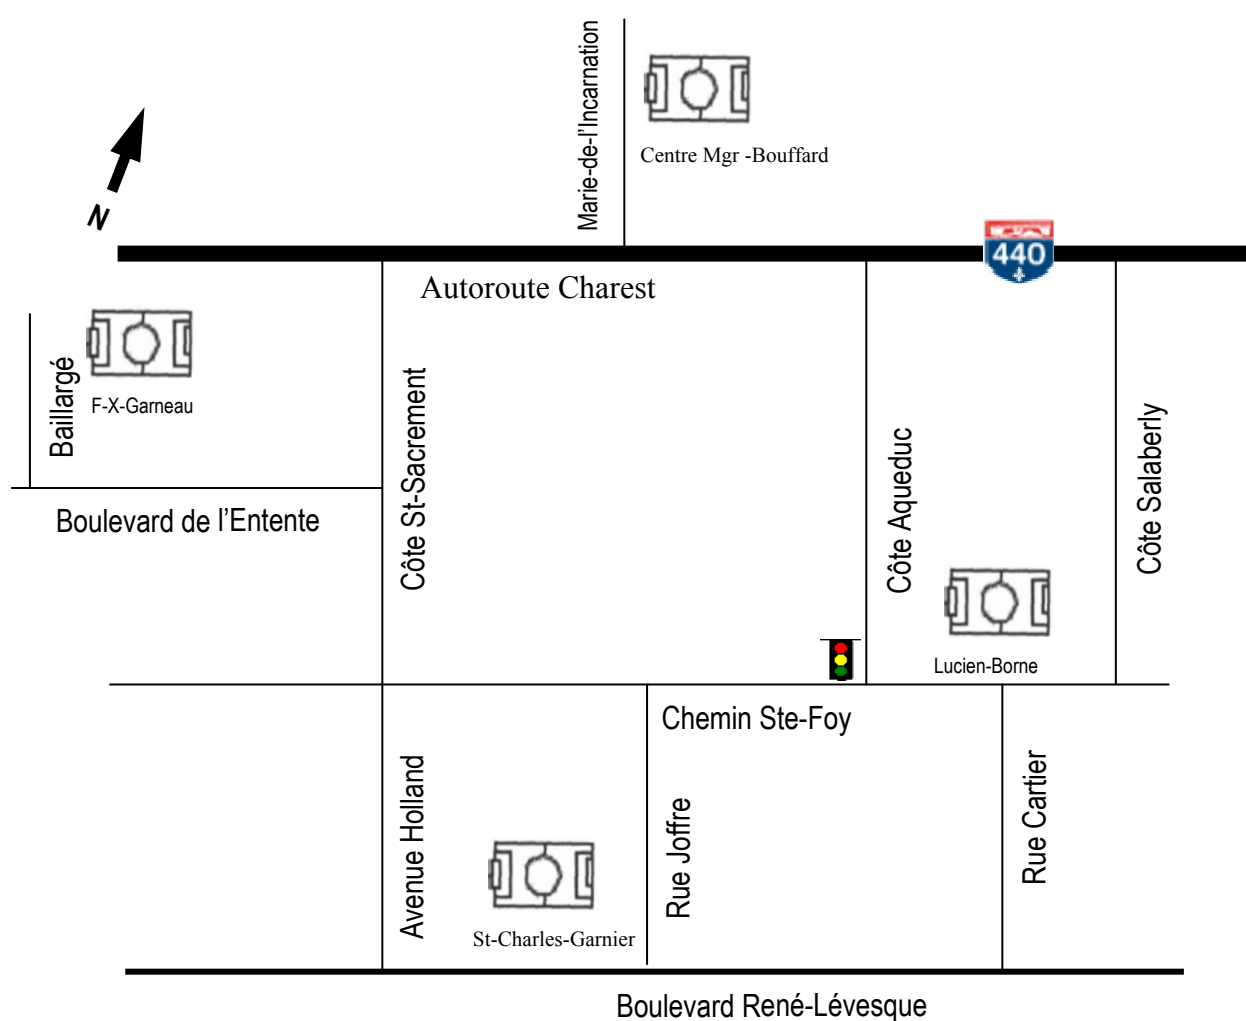 Marie-de-l'Incarnation
Centre Mgr -Bouffard
N
440
Autoroute Charest
Baillargé
F-X-Garneau
Côte St-Sacrement
Côte Aqueduc
Côte Salaberly
Boulevard de l'Entente
Lucien-Borne
Chemin Ste-Foy
Avenue Holland
Rue Joffre
Rue Cartier
St-Charles-Garnier
Boulevard René-Lévesque